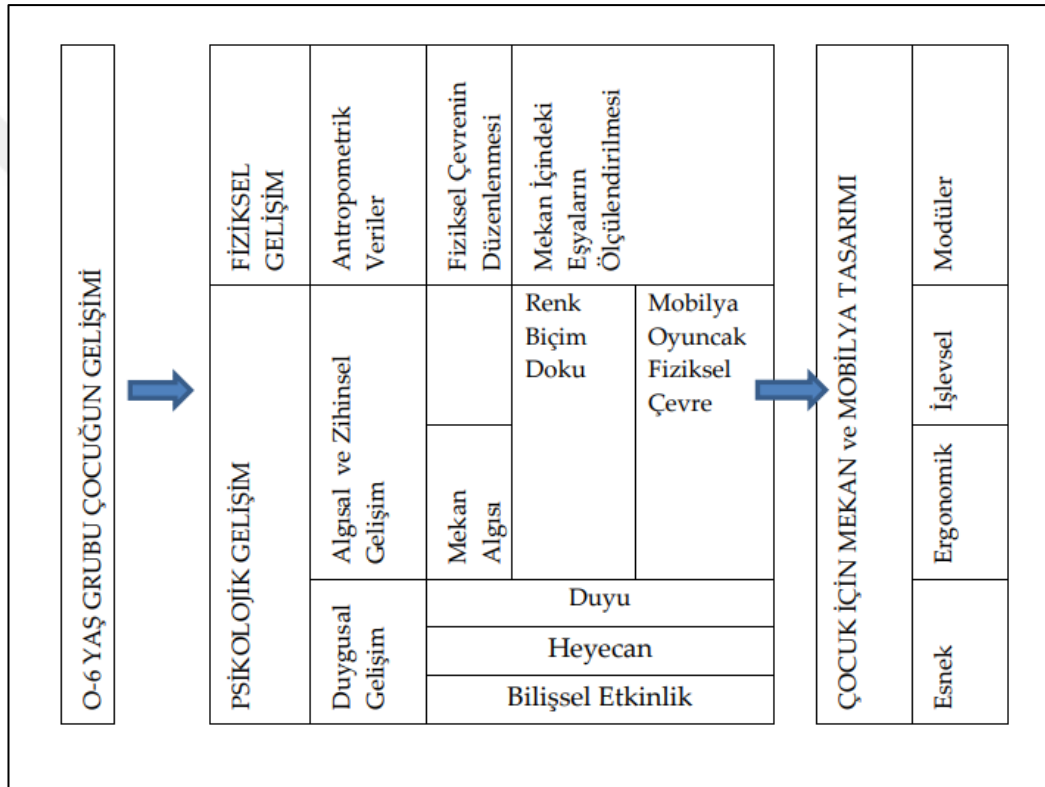 O-6 YAŞ GRUBU ÇOCUĞUN GELİŞİMİ
FİZİKSEL
GELİŞİM
Antropometrik
Veriler
Fiziksel Çevrenin
Düzenlenmesi
Mekan İçindeki
Eşyaların
Ölçülendirilmesi
PSİKOLOJİK GELİŞİM
Algısal ve Zihinsel
Gelişim
Mekan
Algısı
Renk
Biçim
Doku
Mobilya
Oyuncak
Fiziksel
Çevre
Duygusal
Gelişim
Duyu
Heyecan
Bilişsel Etkinlik
ÇOCUK İÇİN MEKAN ve MOBİLYA TASARIMI
Modüler
İşlevsel
Ergonomik
Esnek